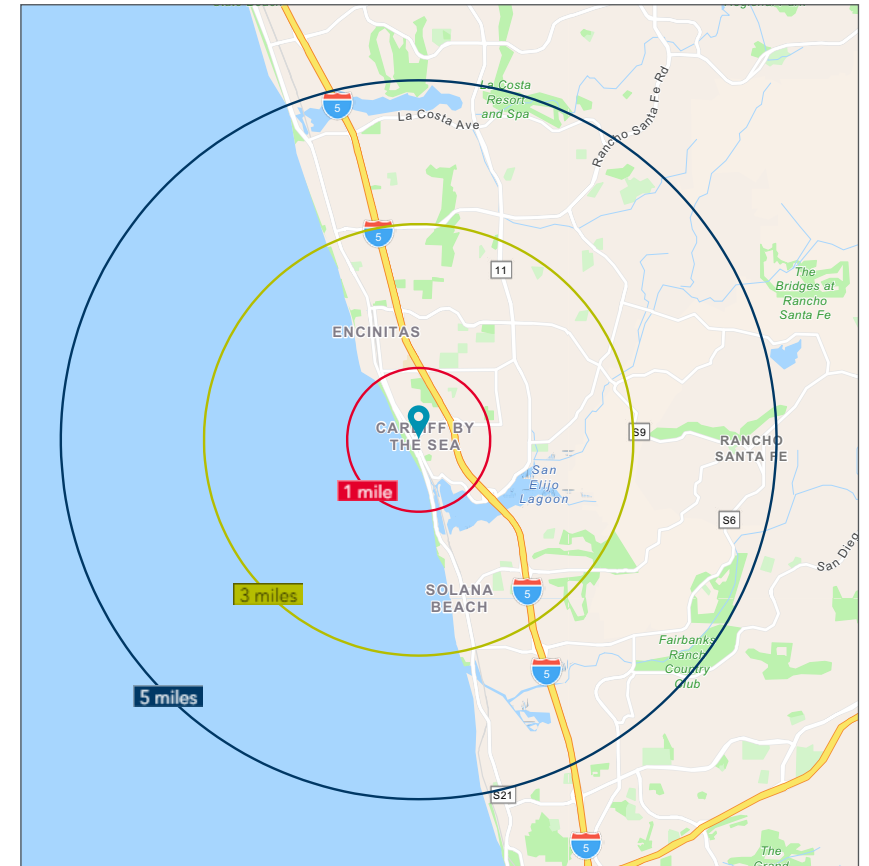 La Costa
Resort
and Spa
5
La Costa Ave
Rancho Santa Fe Rd
5
11
The
Bridges at
Rancho
Santa Fe
ENCINITAS
CARDIFF BY
THE SEA
S9
RANCHO
SANTA FE
1 mile
San
Elijo
Lagoon
S6
San Dieg
SOLANA
BEACH
5
3 miles
Fairbanks
Ranch
Country
Club
5
5 miles
S21
5
The
Grand